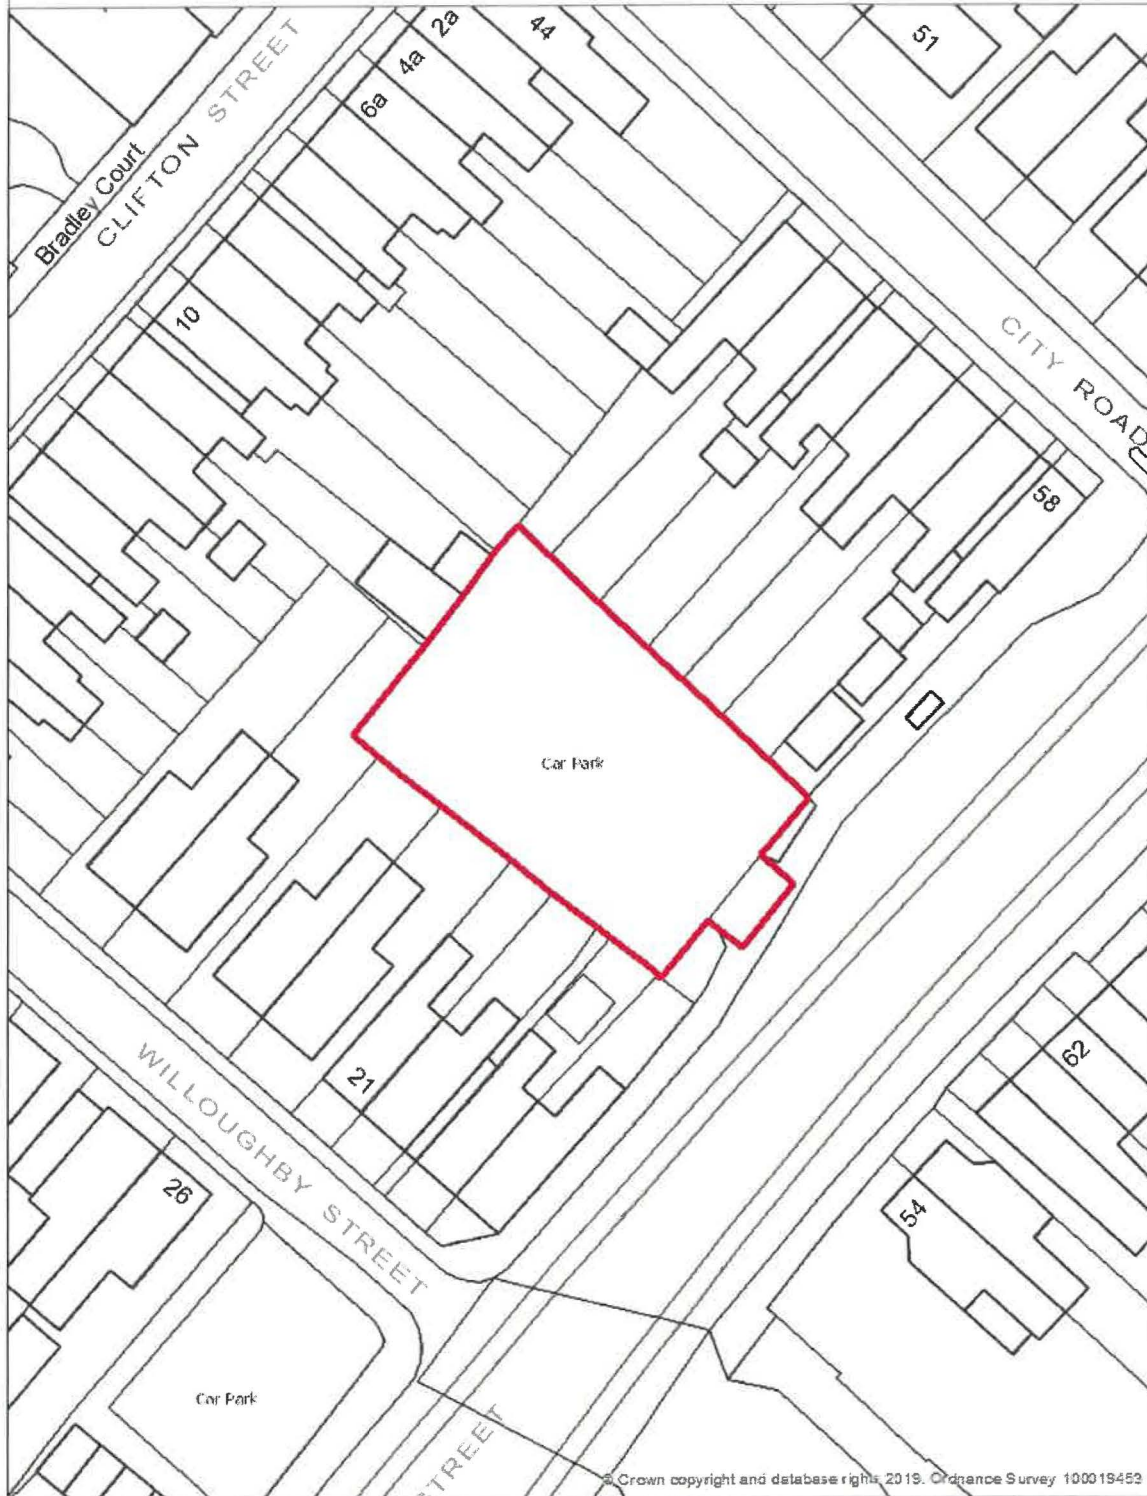 2a
44
51
4a
6a
CLIFTON STREET
Bradley Court
10
CITY ROAD
58
Car Park
WILLOUGHBY STREET
21
62
26
54
Car Park
STREET
© Crown copyright and database rights 2019. Ordnance Survey 100019453